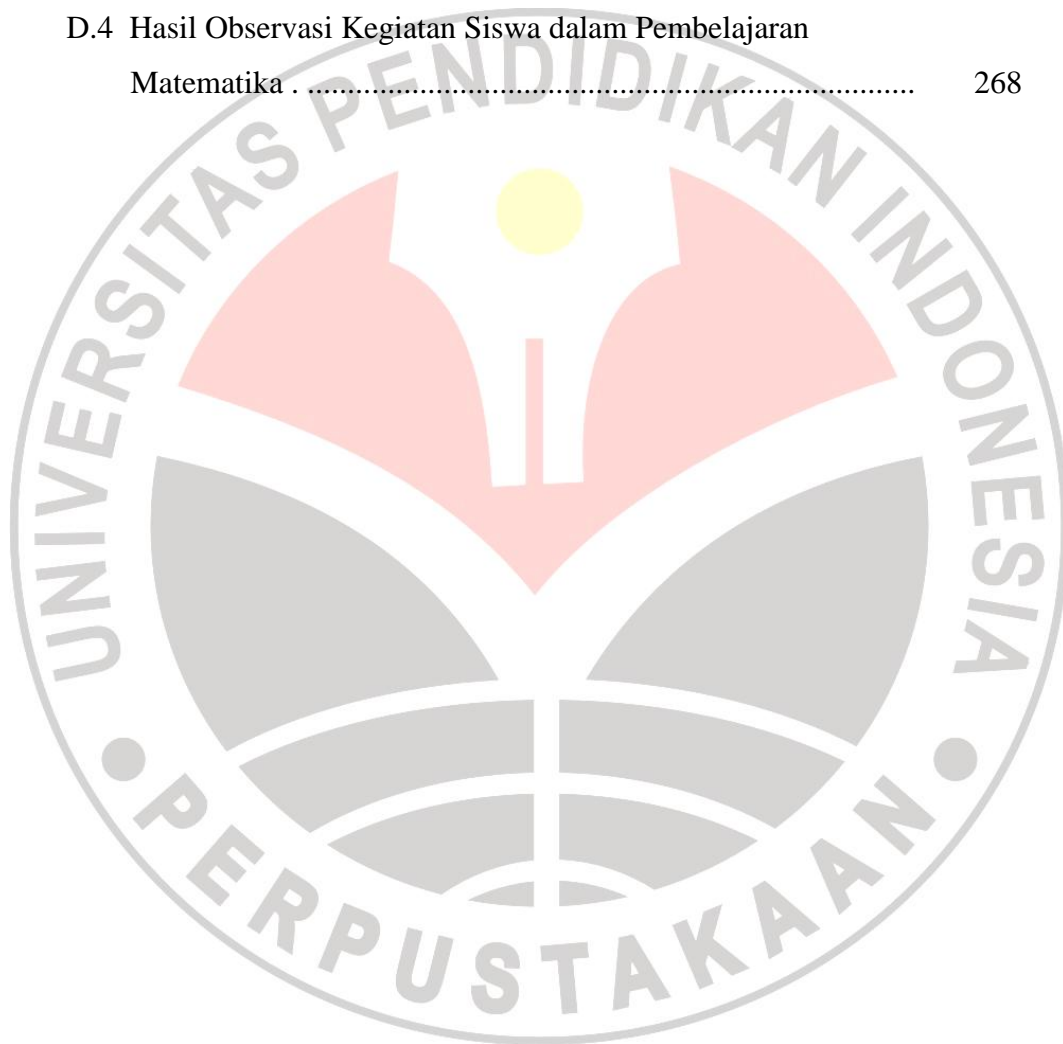 D.4 Hasil Observasi Kegiatan Siswa dalam Pembelajaran
Matematika . ........................................................................... 268
UNIVERSITAS PENDIDIKAN INDONESIA
PERPUSTAKAAN